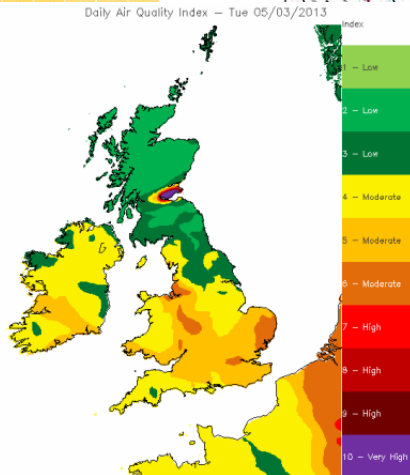 Daily Air Quality Index – Tue 05/03/2013
Index
1 – Low
2 – Low
3 – Low
4 – Moderate
5 – Moderate
6 – Moderate
7 – High
8 – High
9 – High
10 – Very High